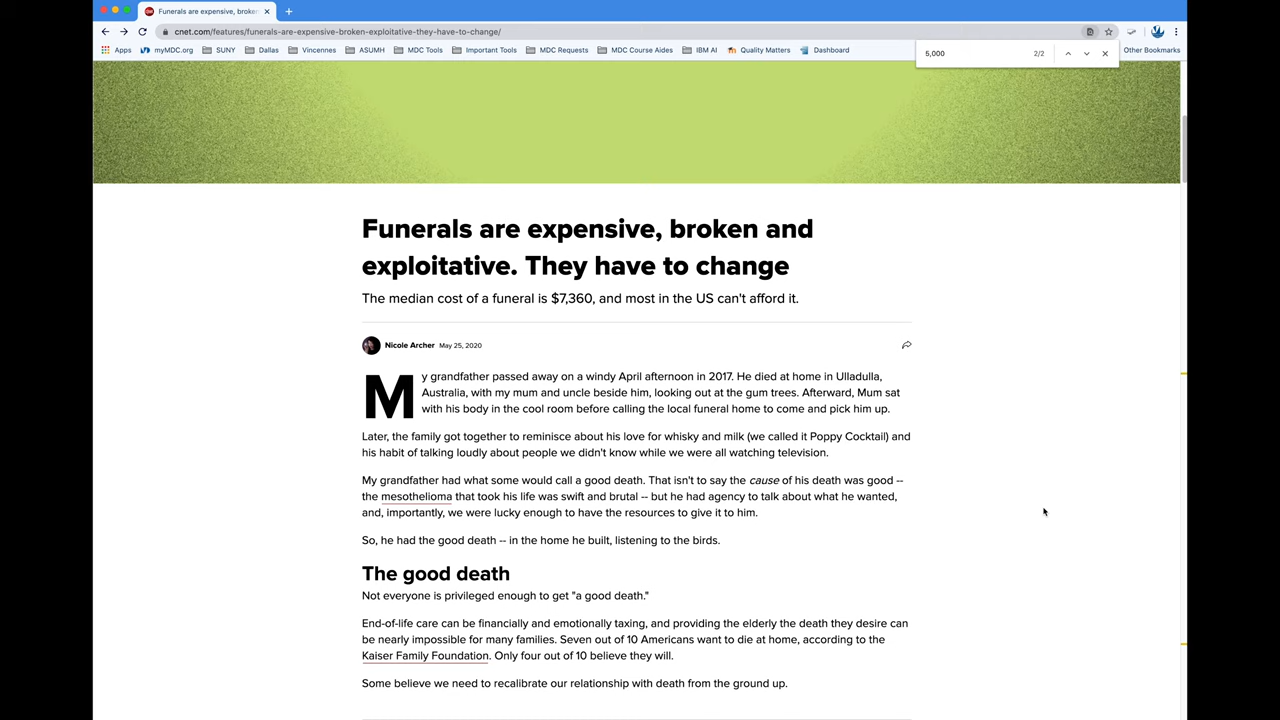 Funerals are expensive, broken
cnet.com/features/funerals-are-expensive-broken-exploitative-they-have-to-change/
Apps myMDC.org SUNY Dallas Vincennes ASUMH MDC Tools Important Tools MDC Requests MDC Course Aides IBM AI Quality Matters Dashboard Other Bookmarks
5,000 2/2
Funerals are expensive, broken and
exploitative. They have to change
The median cost of a funeral is $7,360, and most in the US can't afford it.
Nicole Archer May 25, 2020
My grandfather passed away on a windy April afternoon in 2017. He died at home in Ulladulla,
Australia, with my mum and uncle beside him, looking out at the gum trees. Afterward, Mum sat
with his body in the cool room before calling the local funeral home to come and pick him up.
Later, the family got together to reminisce about his love for whisky and milk (we called it Poppy Cocktail) and
his habit of talking loudly about people we didn't know while we were all watching television.
My grandfather had what some would call a good death. That isn't to say the cause of his death was good --
the mesothelioma that took his life was swift and brutal -- but he had agency to talk about what he wanted,
and, importantly, we were lucky enough to have the resources to give it to him.
So, he had the good death -- in the home he built, listening to the birds.
The good death
Not everyone is privileged enough to get "a good death."
End-of-life care can be financially and emotionally taxing, and providing the elderly the death they desire can
be nearly impossible for many families. Seven out of 10 Americans want to die at home, according to the
Kaiser Family Foundation. Only four out of 10 believe they will.
Some believe we need to recalibrate our relationship with death from the ground up.